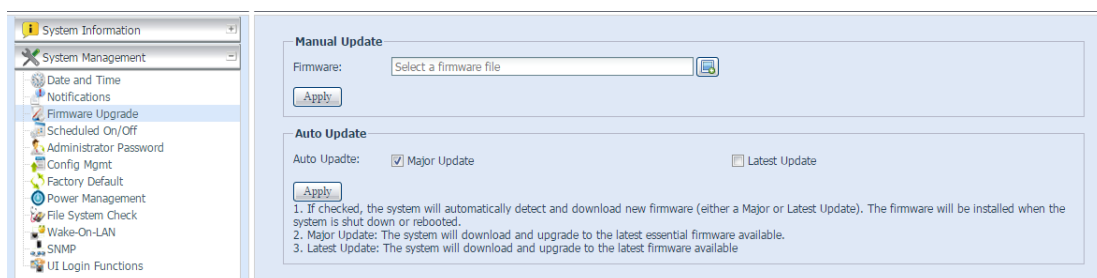 System Information
System Management
Date and Time
Notifications
Firmware Upgrade
Scheduled On/Off
Administrator Password
Config Mgmt
Factory Default
Power Management
File System Check
Wake-On-LAN
SNMP
UI Login Functions
Manual Update
Firmware: Select a firmware file
Apply
Auto Update
Auto Upadte: Major Update Latest Update
Apply
1. If checked, the system will automatically detect and download new firmware (either a Major or Latest Update). The firmware will be installed when the
system is shut down or rebooted.
2. Major Update: The system will download and upgrade to the latest essential firmware available.
3. Latest Update: The system will download and upgrade to the latest firmware available